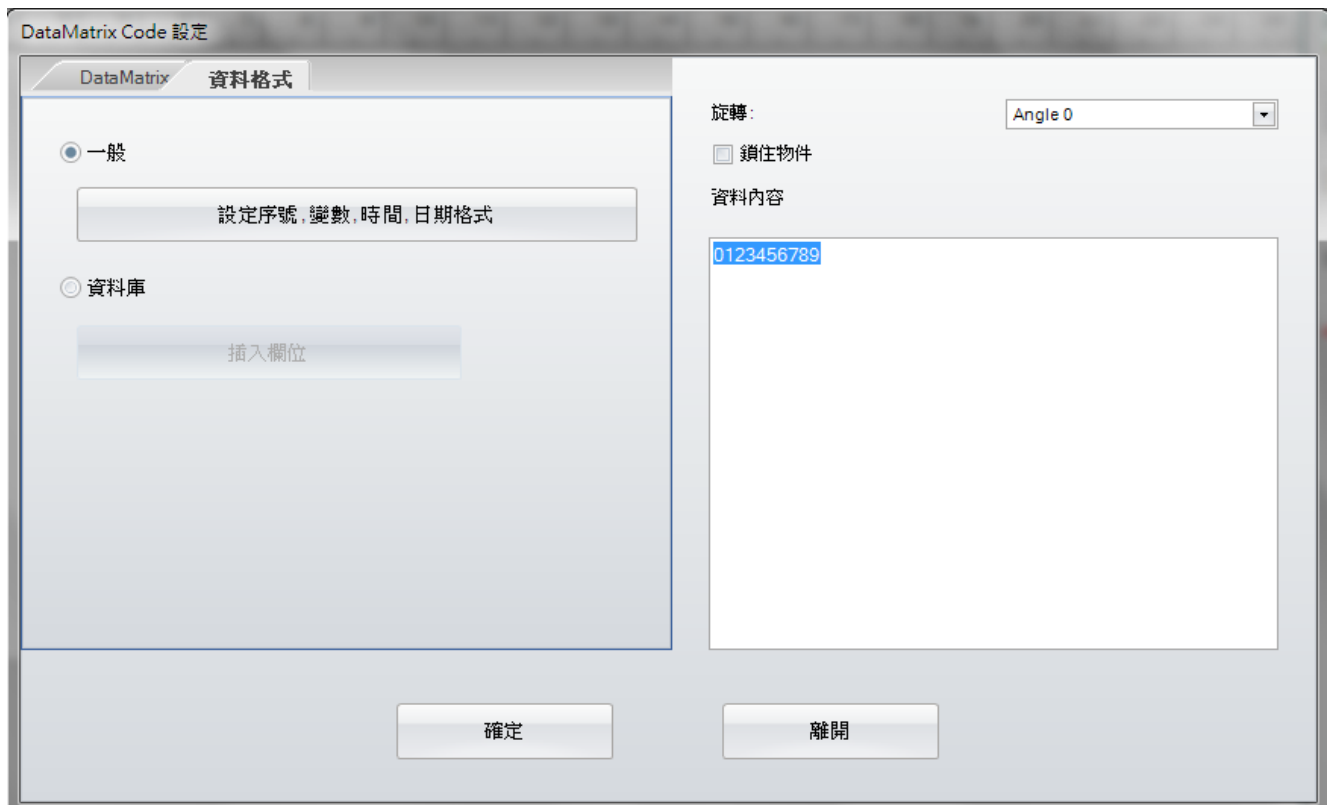 DataMatrix Code 設定
DataMatrix
資料格式
一般
設定序號,變數,時間,日期格式
資料庫
插入欄位
旋轉:
Angle 0
鎖住物件
資料內容
0123456789
確定
離開